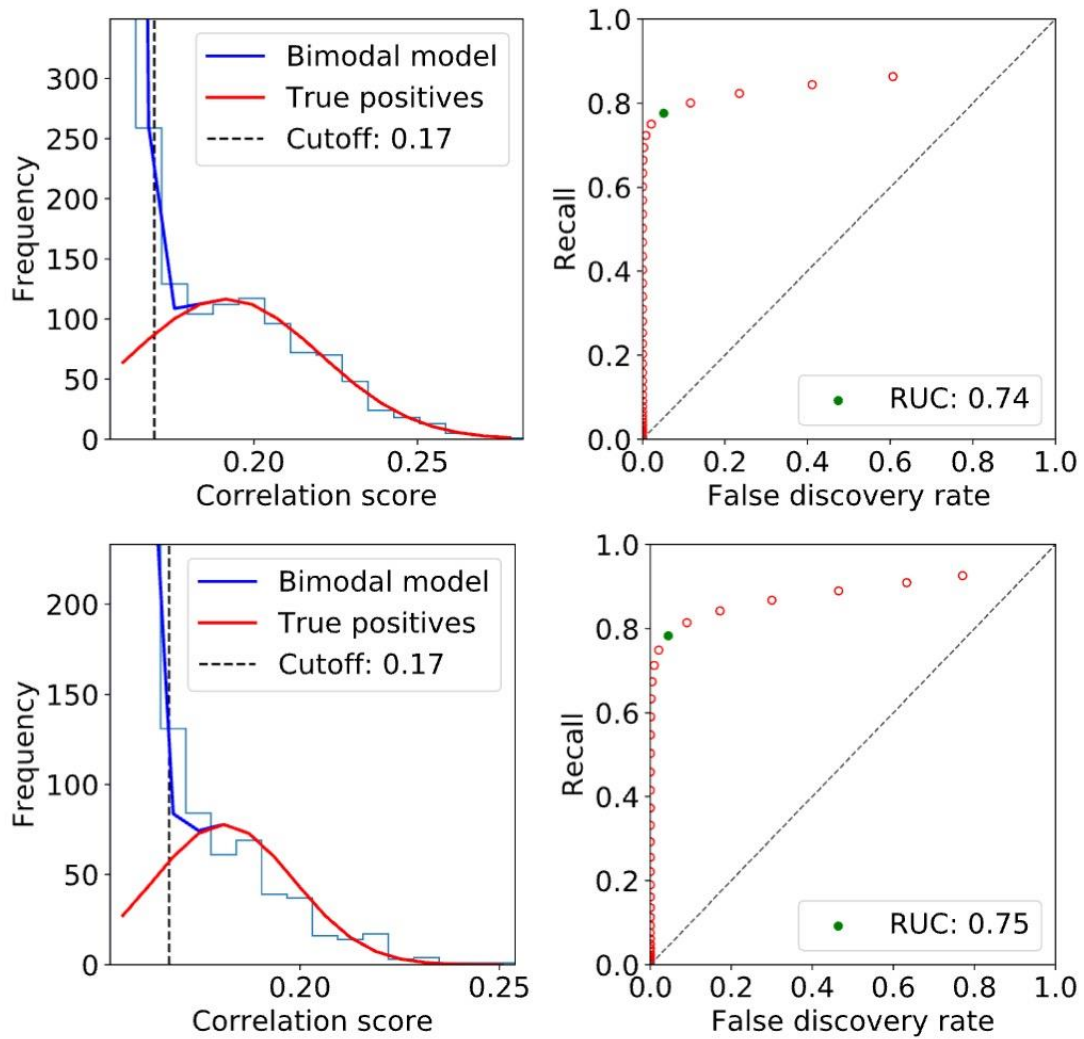 350
300
250
200
150
100
50
0
Frequency
0.20
0.25
Correlation score
Bimodal model
True positives
Cutoff: 0.17
1.0
0.8
0.6
0.4
0.2
0.0
Recall
0.0
0.2
0.4
0.6
0.8
1.0
False discovery rate
RUC: 0.74
200
150
100
50
0
Frequency
0.20
0.25
Correlation score
Bimodal model
True positives
Cutoff: 0.17
1.0
0.8
0.6
0.4
0.2
0.0
Recall
0.0
0.2
0.4
0.6
0.8
1.0
False discovery rate
RUC: 0.75